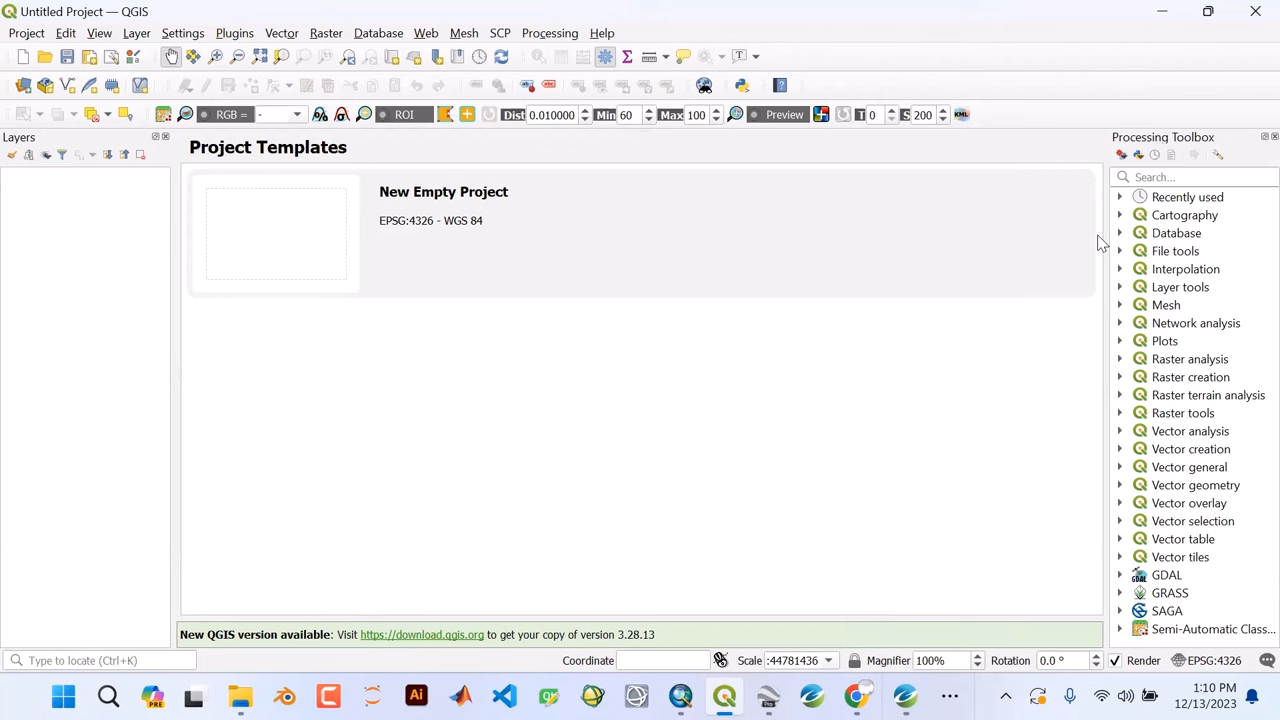 Untitled Project — QGIS
Project Edit View Layer Settings Plugins Vector Raster Database Web Mesh SCP Processing Help
RGB = - ROI Dist 0.010000 Min 60 Max 100 Preview T 0 S 200 KML
Layers
Project Templates
New Empty Project
EPSG:4326 - WGS 84
Processing Toolbox
Search...
Recently used
Cartography
Database
File tools
Interpolation
Layer tools
Mesh
Network analysis
Plots
Raster analysis
Raster creation
Raster terrain analysis
Raster tools
Vector analysis
Vector creation
Vector general
Vector geometry
Vector overlay
Vector selection
Vector table
Vector tiles
GDAL GDAL
GRASS
SAGA
Semi-Automatic Class...
New QGIS version available: Visit https://download.qgis.org to get your copy of version 3.28.13
Type to locate (Ctrl+K) Coordinate Scale :44781436 Magnifier 100% Rotation 0.0 ° Render EPSG:4326
PRE Ai Pro 1:10 PM
12/13/2023